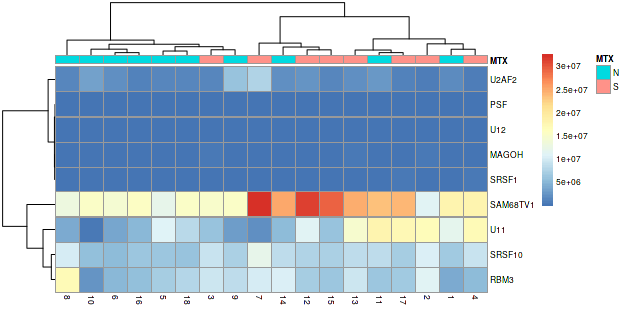 MTX
U2AF2
PSF
U12
MAGOH
SRSF1
SAM68TV1
U11
SRSF10
RBM3
8 10 6 16 5 18 3 9 7 14 12 15 13 11 17 2 1 4
3e+07
2.5e+07
2e+07
1.5e+07
1e+07
5e+06
MTX
N
S